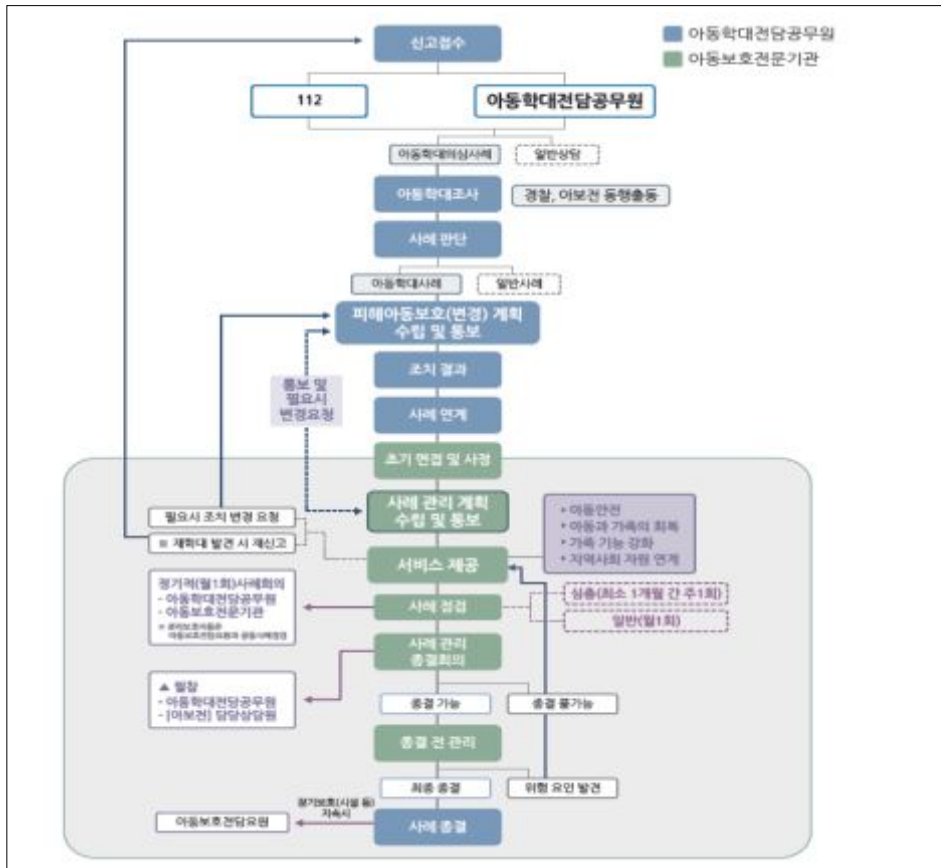 신고접수
아동학대전담공무원
아동보호전문기관
112
아동학대전담공무원
아동학대의심사례
일반상담
아동학대조사
경찰, 아보전 동행출동
사례 판단
아동학대사례
일반사례
피해아동보호(변경) 계획
수립 및 통보
조치 결과
통보 및
필요시
변경요청
사례 연계
초기 면접 및 사정
사례 관리 계획
수립 및 통보
• 아동안전
• 아동과 가족의 회복
• 가족 기능 강화
• 지역사회 자원 연계
필요시 조치 변경 요청
※ 재학대 발견 시 재신고
서비스 제공
정기적(월1회)사례회의
- 아동학대전담공무원
- 아동보호전문기관
사례 점검
심층(최소 1개월 간 주1회)
일반(월1회)
사례 관리
종결회의
▲ 필참
- 아동학대전담공무원
- [아보전] 담당상담원
종결 가능
종결 불가능
종결 전 관리
최종 종결
위험 요인 발견
장기보호(시설 등)
지속시
아동보호전담요원
사례 종결